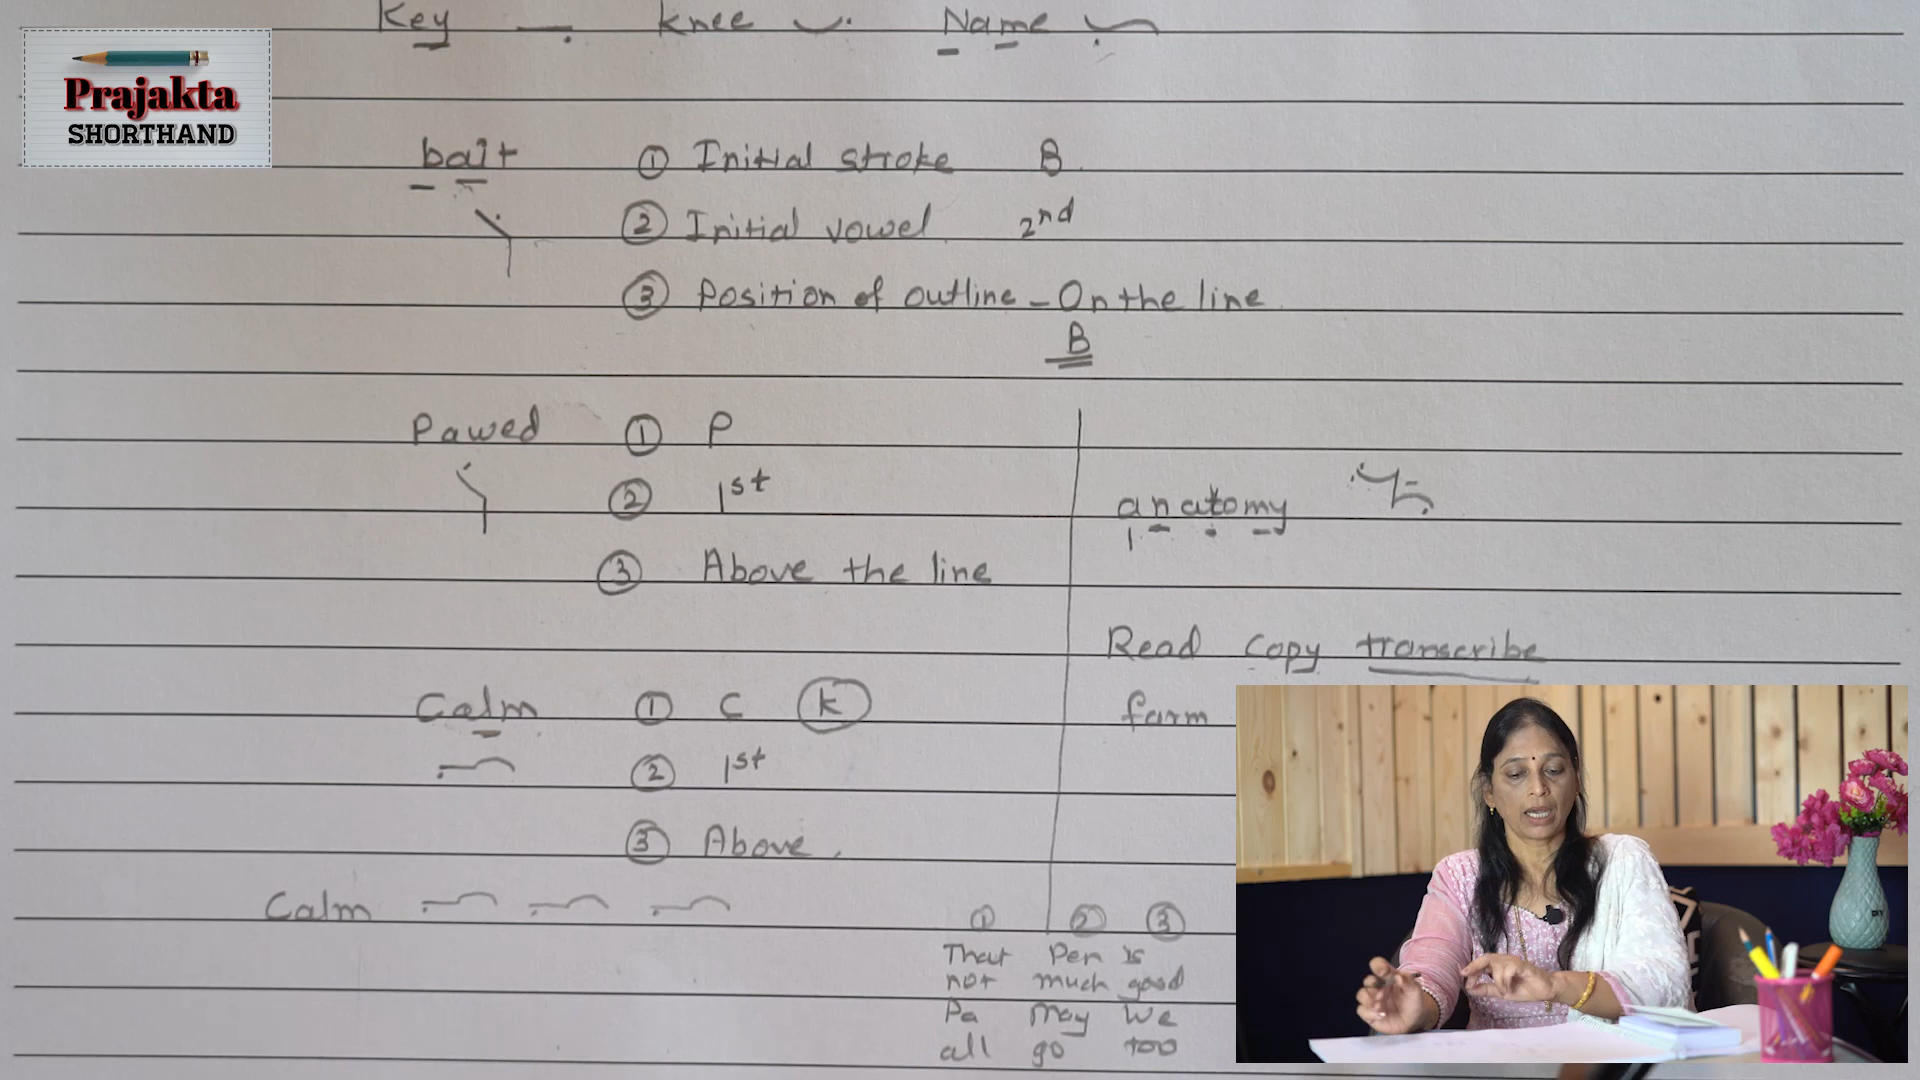 Key knee Name
Prajakta
SHORTHAND
bait ① Initial stroke B
② Initial vowel 2nd
③ Position of outline - On the line
B
Pawed ① P
② 1st
③ Above the line
anatomy
Read Copy transcribe
Calm ① C K
② 1st
③ Above.
farm
Calm
① ② ③
That Pen is
not much good
Pa may we
all go too